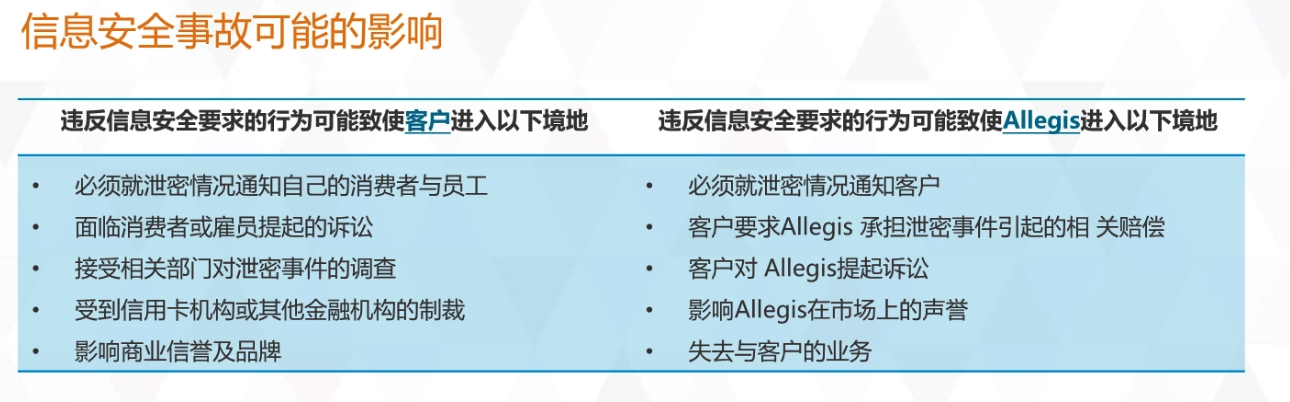 信息安全事故可能的影响
违反信息安全要求的行为可能致使客户进入以下境地
• 必须就泄密情况通知自己的消费者与员工
• 面临消费者或雇员提起的诉讼
• 接受相关部门对泄密事件的调查
• 受到信用卡机构或其他金融机构的制裁
• 影响商业信誉及品牌
违反信息安全要求的行为可能致使Allegis进入以下境地
• 必须就泄密情况通知客户
• 客户要求Allegis 承担泄密事件引起的相 关赔偿
• 客户对 Allegis提起诉讼
• 影响Allegis在市场上的声誉
• 失去与客户的业务